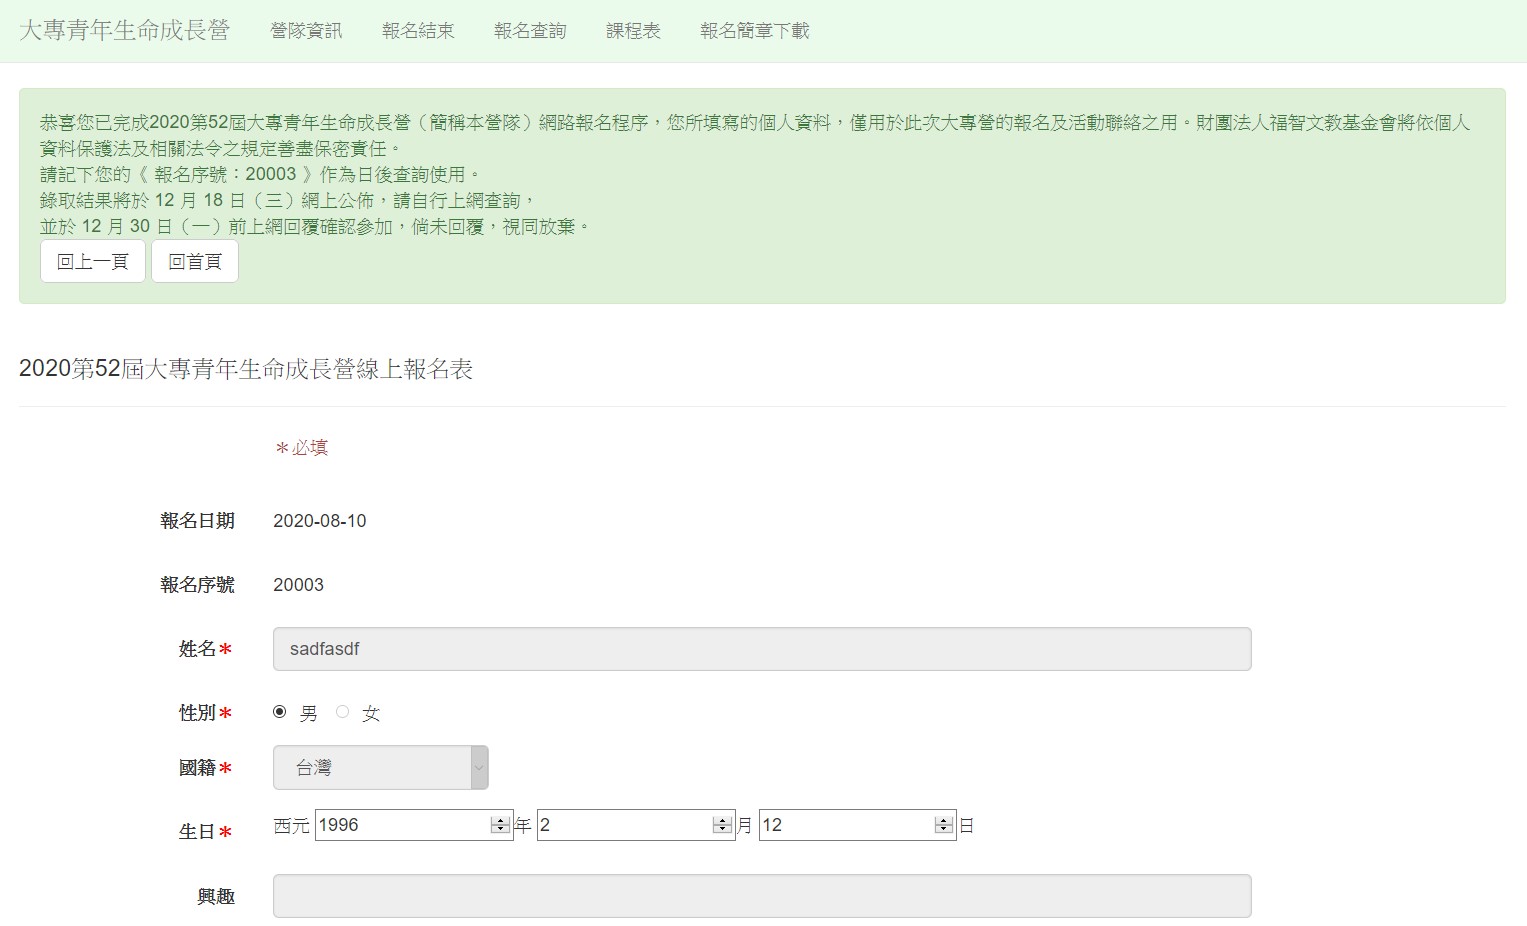 大專青年生命成長營 營隊資訊 報名結束 報名查詢 課程表 報名簡章下載
恭喜您已完成2020第52屆大專青年生命成長營（簡稱本營隊）網路報名程序，您所填寫的個人資料，僅用於此次大專營的報名及活動聯絡之用。財團法人福智文教基金會將依個人
資料保護法及相關法令之規定善盡保密責任。
請記下您的《 報名序號：20003 》作為日後查詢使用。
錄取結果將於 12 月 18 日（三）網上公佈，請自行上網查詢，
並於 12 月 30 日（一）前上網回覆確認參加，倘未回覆，視同放棄。
回上一頁 回首頁
2020第52屆大專青年生命成長營線上報名表
＊必填
報名日期 2020-08-10
報名序號 20003
姓名＊ sadfasdf
性別＊ 男 女
國籍＊ 台灣
生日＊ 西元 1996 年 2 月 12 日
興趣